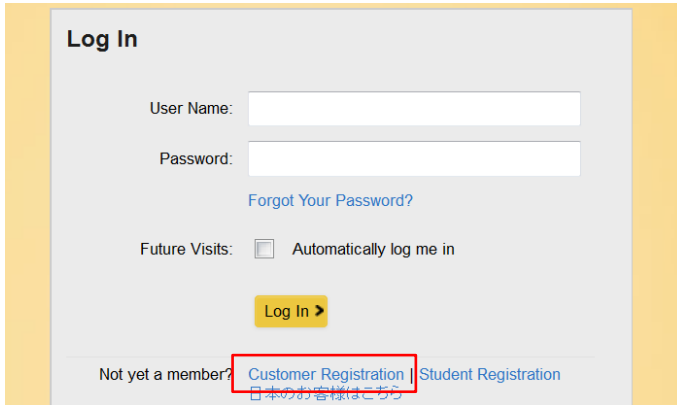 Log In
User Name:
Password:
Forgot Your Password?
Future Visits: Automatically log me in
Log In
Not yet a member? Customer Registration | Student Registration
日本のお客様はこちら